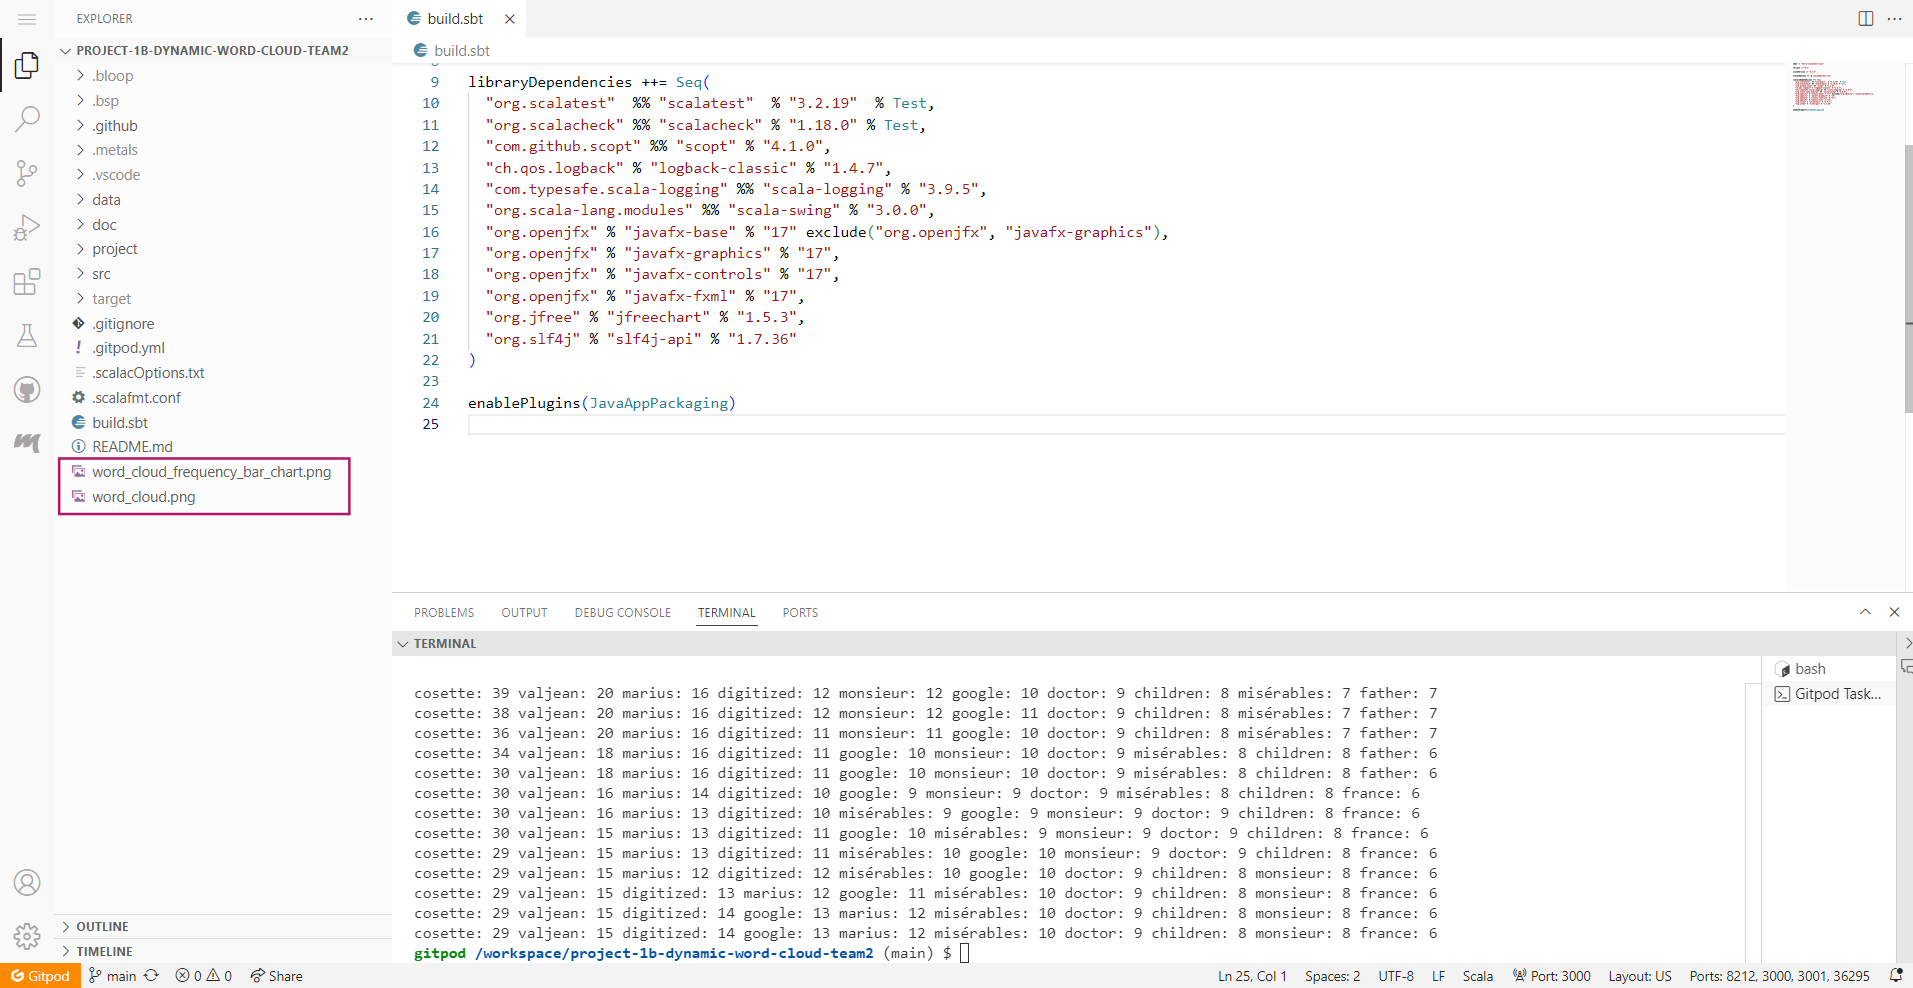 EXPLORER
PROJECT-1B-DYNAMIC-WORD-CLOUD-TEAM2
.bloop
.bsp
.github
.metals
.vscode
data
doc
project
src
target
.gitignore
.gitpod.yml
.scalacOptions.txt
.scalafmt.conf
build.sbt
README.md
word_cloud_frequency_bar_chart.png
word_cloud.png
OUTLINE
TIMELINE
build.sbt
build.sbt
9 libraryDependencies ++= Seq(
10 "org.scalatest"  %% "scalatest"  % "3.2.19"  % Test,
11 "org.scalacheck" %% "scalacheck" % "1.18.0" % Test,
12 "com.github.scopt" %% "scopt" % "4.1.0",
13 "ch.qos.logback" % "logback-classic" % "1.4.7",
14 "com.typesafe.scala-logging" %% "scala-logging" % "3.9.5",
15 "org.scala-lang.modules" %% "scala-swing" % "3.0.0",
16 "org.openjfx" % "javafx-base" % "17" exclude("org.openjfx", "javafx-graphics"),
17 "org.openjfx" % "javafx-graphics" % "17",
18 "org.openjfx" % "javafx-controls" % "17",
19 "org.openjfx" % "javafx-fxml" % "17",
20 "org.jfree" % "jfreechart" % "1.5.3",
21 "org.slf4j" % "slf4j-api" % "1.7.36"
22 )
23
24 enablePlugins(JavaAppPackaging)
25
PROBLEMS OUTPUT DEBUG CONSOLE TERMINAL PORTS
TERMINAL
cosette: 39 valjean: 20 marius: 16 digitized: 12 monsieur: 12 google: 10 doctor: 9 children: 8 misérables: 7 father: 7
cosette: 38 valjean: 20 marius: 16 digitized: 12 monsieur: 12 google: 11 doctor: 9 children: 8 misérables: 7 father: 7
cosette: 36 valjean: 20 marius: 16 digitized: 11 monsieur: 11 google: 10 doctor: 9 children: 8 misérables: 7 father: 7
cosette: 34 valjean: 18 marius: 16 digitized: 11 google: 10 monsieur: 10 doctor: 9 misérables: 8 children: 8 father: 6
cosette: 30 valjean: 18 marius: 16 digitized: 11 google: 10 monsieur: 10 doctor: 9 misérables: 8 children: 8 father: 6
cosette: 30 valjean: 16 marius: 14 digitized: 10 google: 9 monsieur: 9 doctor: 9 misérables: 8 children: 8 france: 6
cosette: 30 valjean: 16 marius: 13 digitized: 10 misérables: 9 google: 9 monsieur: 9 doctor: 9 children: 8 france: 6
cosette: 30 valjean: 15 marius: 13 digitized: 11 google: 10 misérables: 9 monsieur: 9 doctor: 9 children: 8 france: 6
cosette: 29 valjean: 15 marius: 13 digitized: 11 misérables: 10 google: 10 monsieur: 9 doctor: 9 children: 8 france: 6
cosette: 29 valjean: 15 marius: 12 digitized: 12 misérables: 10 google: 10 doctor: 9 children: 8 monsieur: 8 france: 6
cosette: 29 valjean: 15 digitized: 13 marius: 12 google: 11 misérables: 10 doctor: 9 children: 8 monsieur: 8 france: 6
cosette: 29 valjean: 15 digitized: 14 google: 13 marius: 12 misérables: 10 doctor: 9 children: 8 monsieur: 8 france: 6
cosette: 29 valjean: 15 digitized: 14 google: 13 marius: 12 misérables: 10 doctor: 9 children: 8 monsieur: 8 france: 6
gitpod /workspace/project-1b-dynamic-word-cloud-team2 (main) $
bash
Gitpod Task...
Gitpod main 0 0 Share Ln 25, Col 1 Spaces: 2 UTF-8 LF Scala Port: 3000 Layout: US Ports: 8212, 3000, 3001, 36295